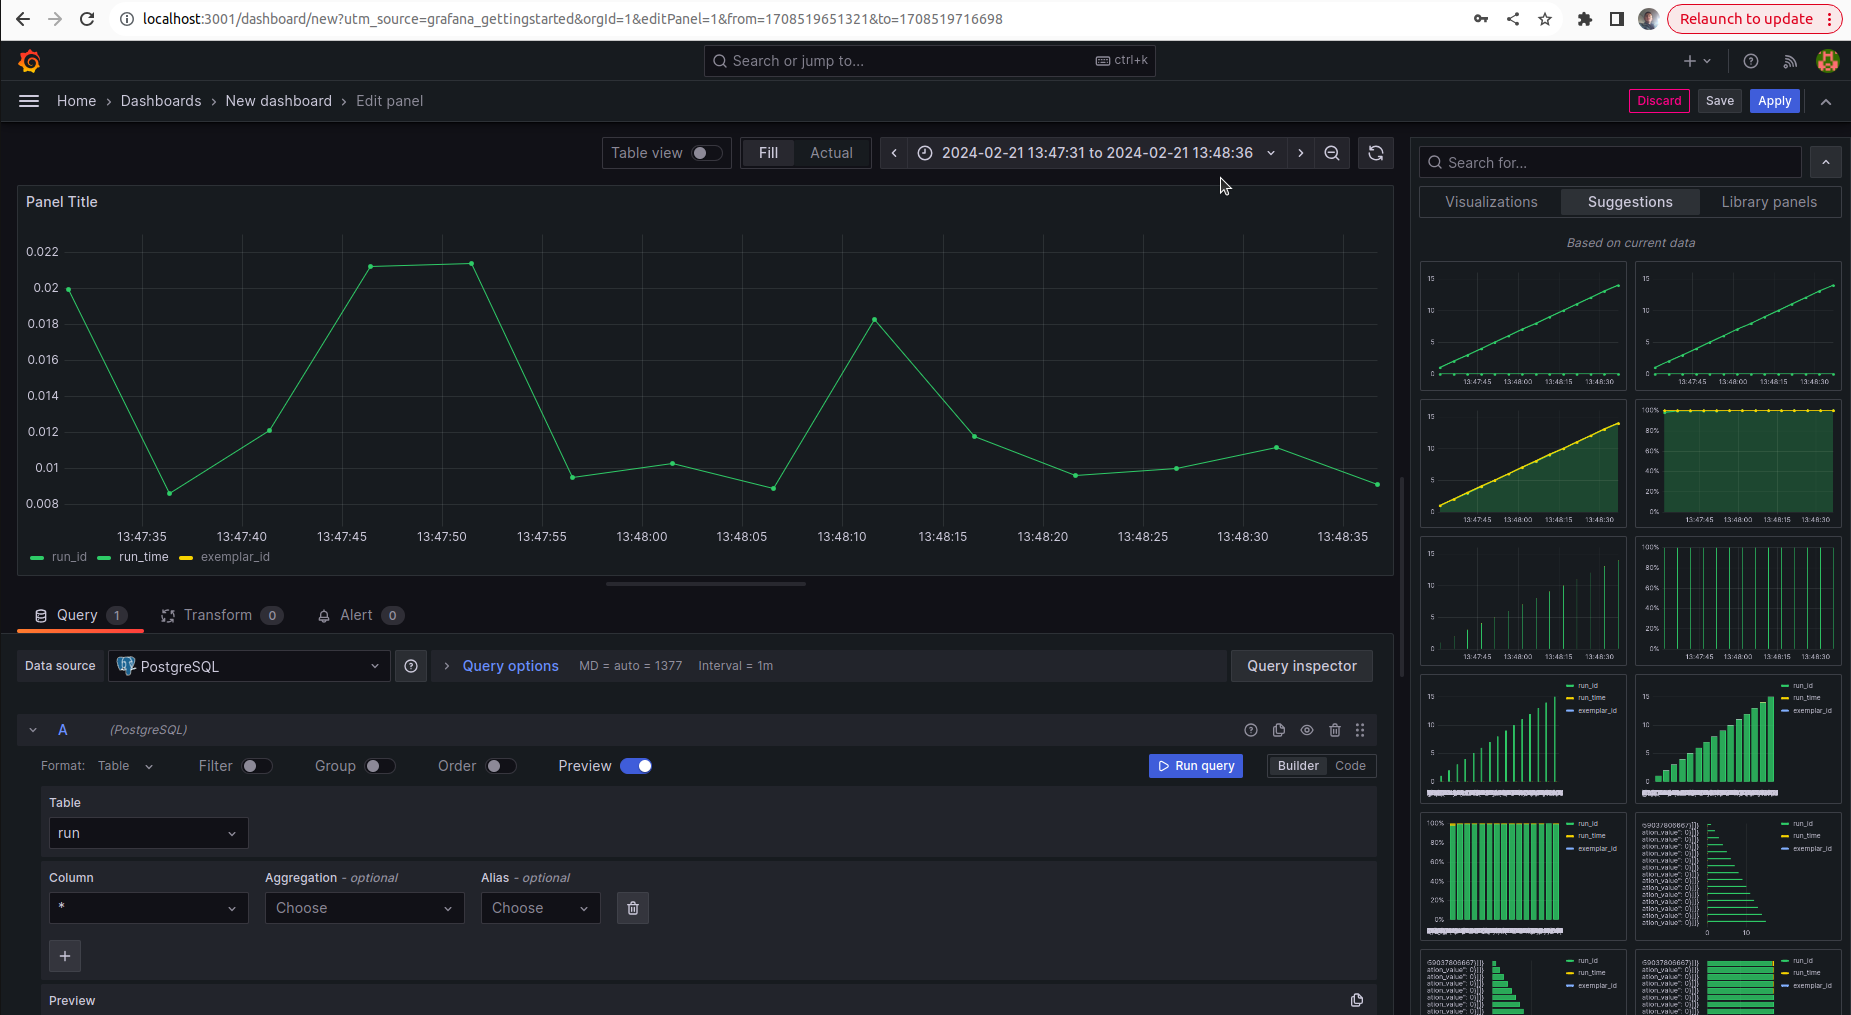 localhost:3001/dashboard/new?utm_source=grafana_gettingstarted&orgId=1&editPanel=1&from=1708519651321&to=1708519716698
Relaunch to update
Search or jump to...
ctrl+k
Home › Dashboards › New dashboard › Edit panel
Discard
Save
Apply
Table view
Fill
Actual
2024-02-21 13:47:31 to 2024-02-21 13:48:36
Search for...
Visualizations
Suggestions
Library panels
Based on current data
Panel Title
0.022
0.02
0.018
0.016
0.014
0.012
0.01
0.008
13:47:35 13:47:40 13:47:45 13:47:50 13:47:55 13:48:00 13:48:05 13:48:10 13:48:15 13:48:20 13:48:25 13:48:30 13:48:35
run_id run_time exemplar_id
Query 1
Transform 0
Alert 0
Data source
PostgreSQL
Query options
MD = auto = 1377
Interval = 1m
Query inspector
A
(PostgreSQL)
Format: Table
Filter
Group
Order
Preview
Run query
Builder
Code
Table
run
Column
Aggregation - optional
Alias - optional
*
Choose
Choose
+
Preview
15
10
5
0
13:47:45 13:48:00 13:48:15 13:48:30
15
10
5
0
13:47:45 13:48:00 13:48:15 13:48:30
15
10
5
0
13:47:45 13:48:00 13:48:15 13:48:30
100%
80%
60%
40%
20%
0%
13:47:45 13:48:00 13:48:15 13:48:30
15
10
5
0
13:47:45 13:48:00 13:48:15 13:48:30
100%
80%
60%
40%
20%
0%
13:47:45 13:48:00 13:48:15 13:48:30
15
10
5
0
run_id
run_time
exemplar_id
15
10
5
0
run_id
run_time
exemplar_id
100%
80%
60%
40%
20%
0%
run_id
run_time
exemplar_id
0 10
run_id
run_time
exemplar_id
run_id
run_time
exemplar_id
run_id
run_time
exemplar_id